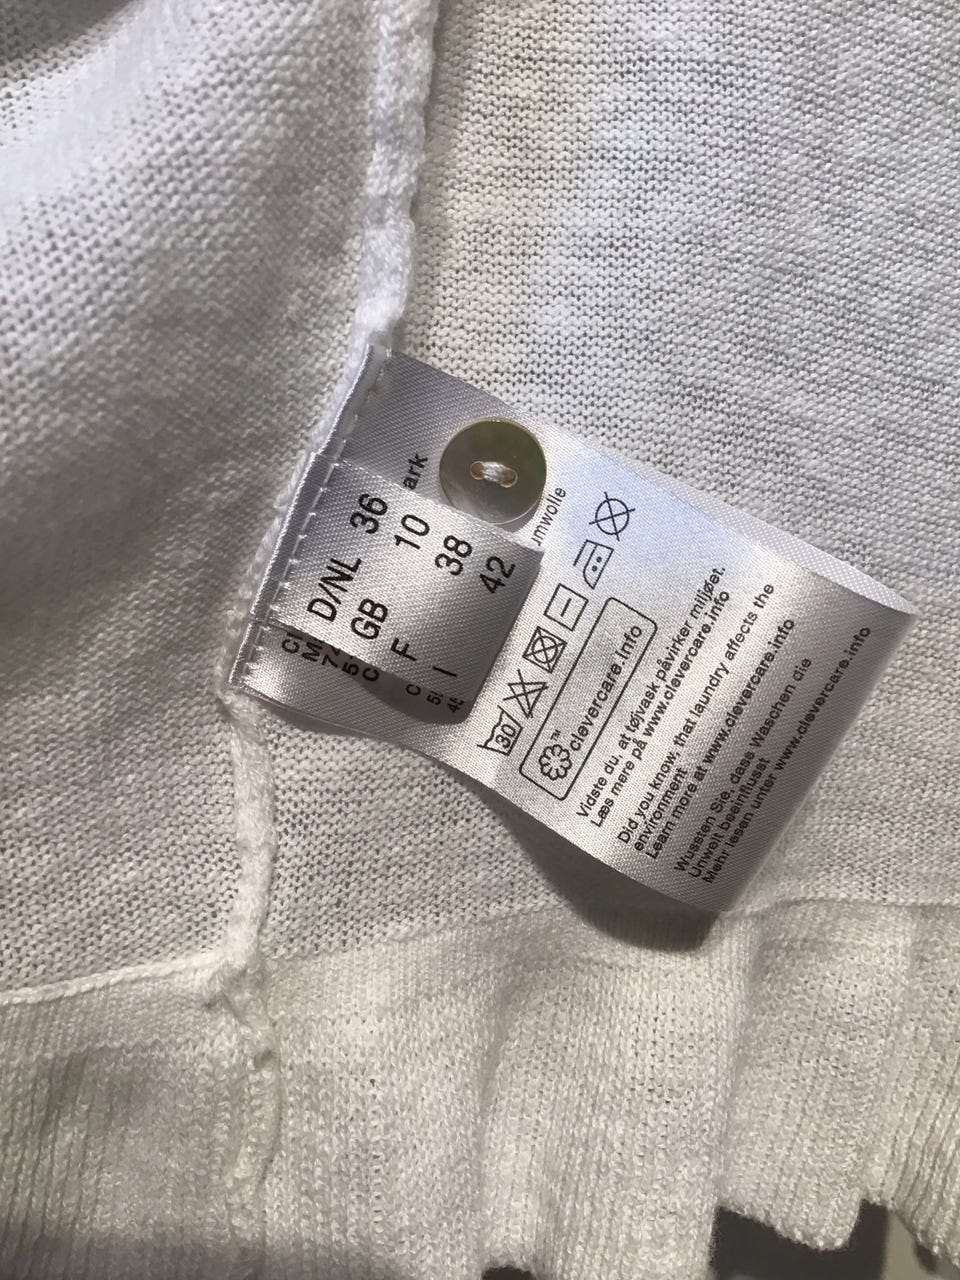 D/NL 36
GB 10
F 38
I 42
ark
mwolle
30
clevercare.info
TM
Vidste du, at tøjvask påvirker miljøet.
Læs mere på www.clevercare.info
Did you know, that laundry affects the
environment
Learn more at www.clevercare.info
Wussten Sie, dass Waschen die
Umwelt beeinflusst
Mehr lesen unter www.clevercare.info